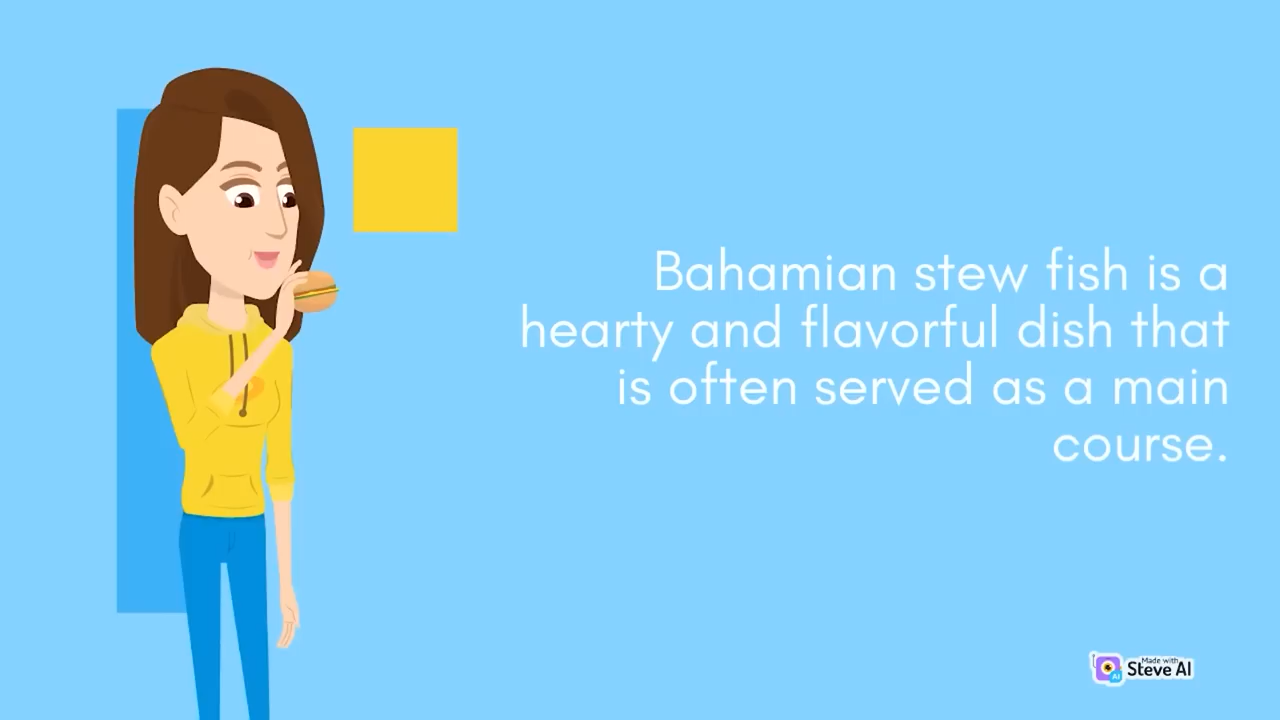 Bahamian stew fish is a
hearty and flavorful dish that
is often served as a main
course.
Made with
Steve AI
AI